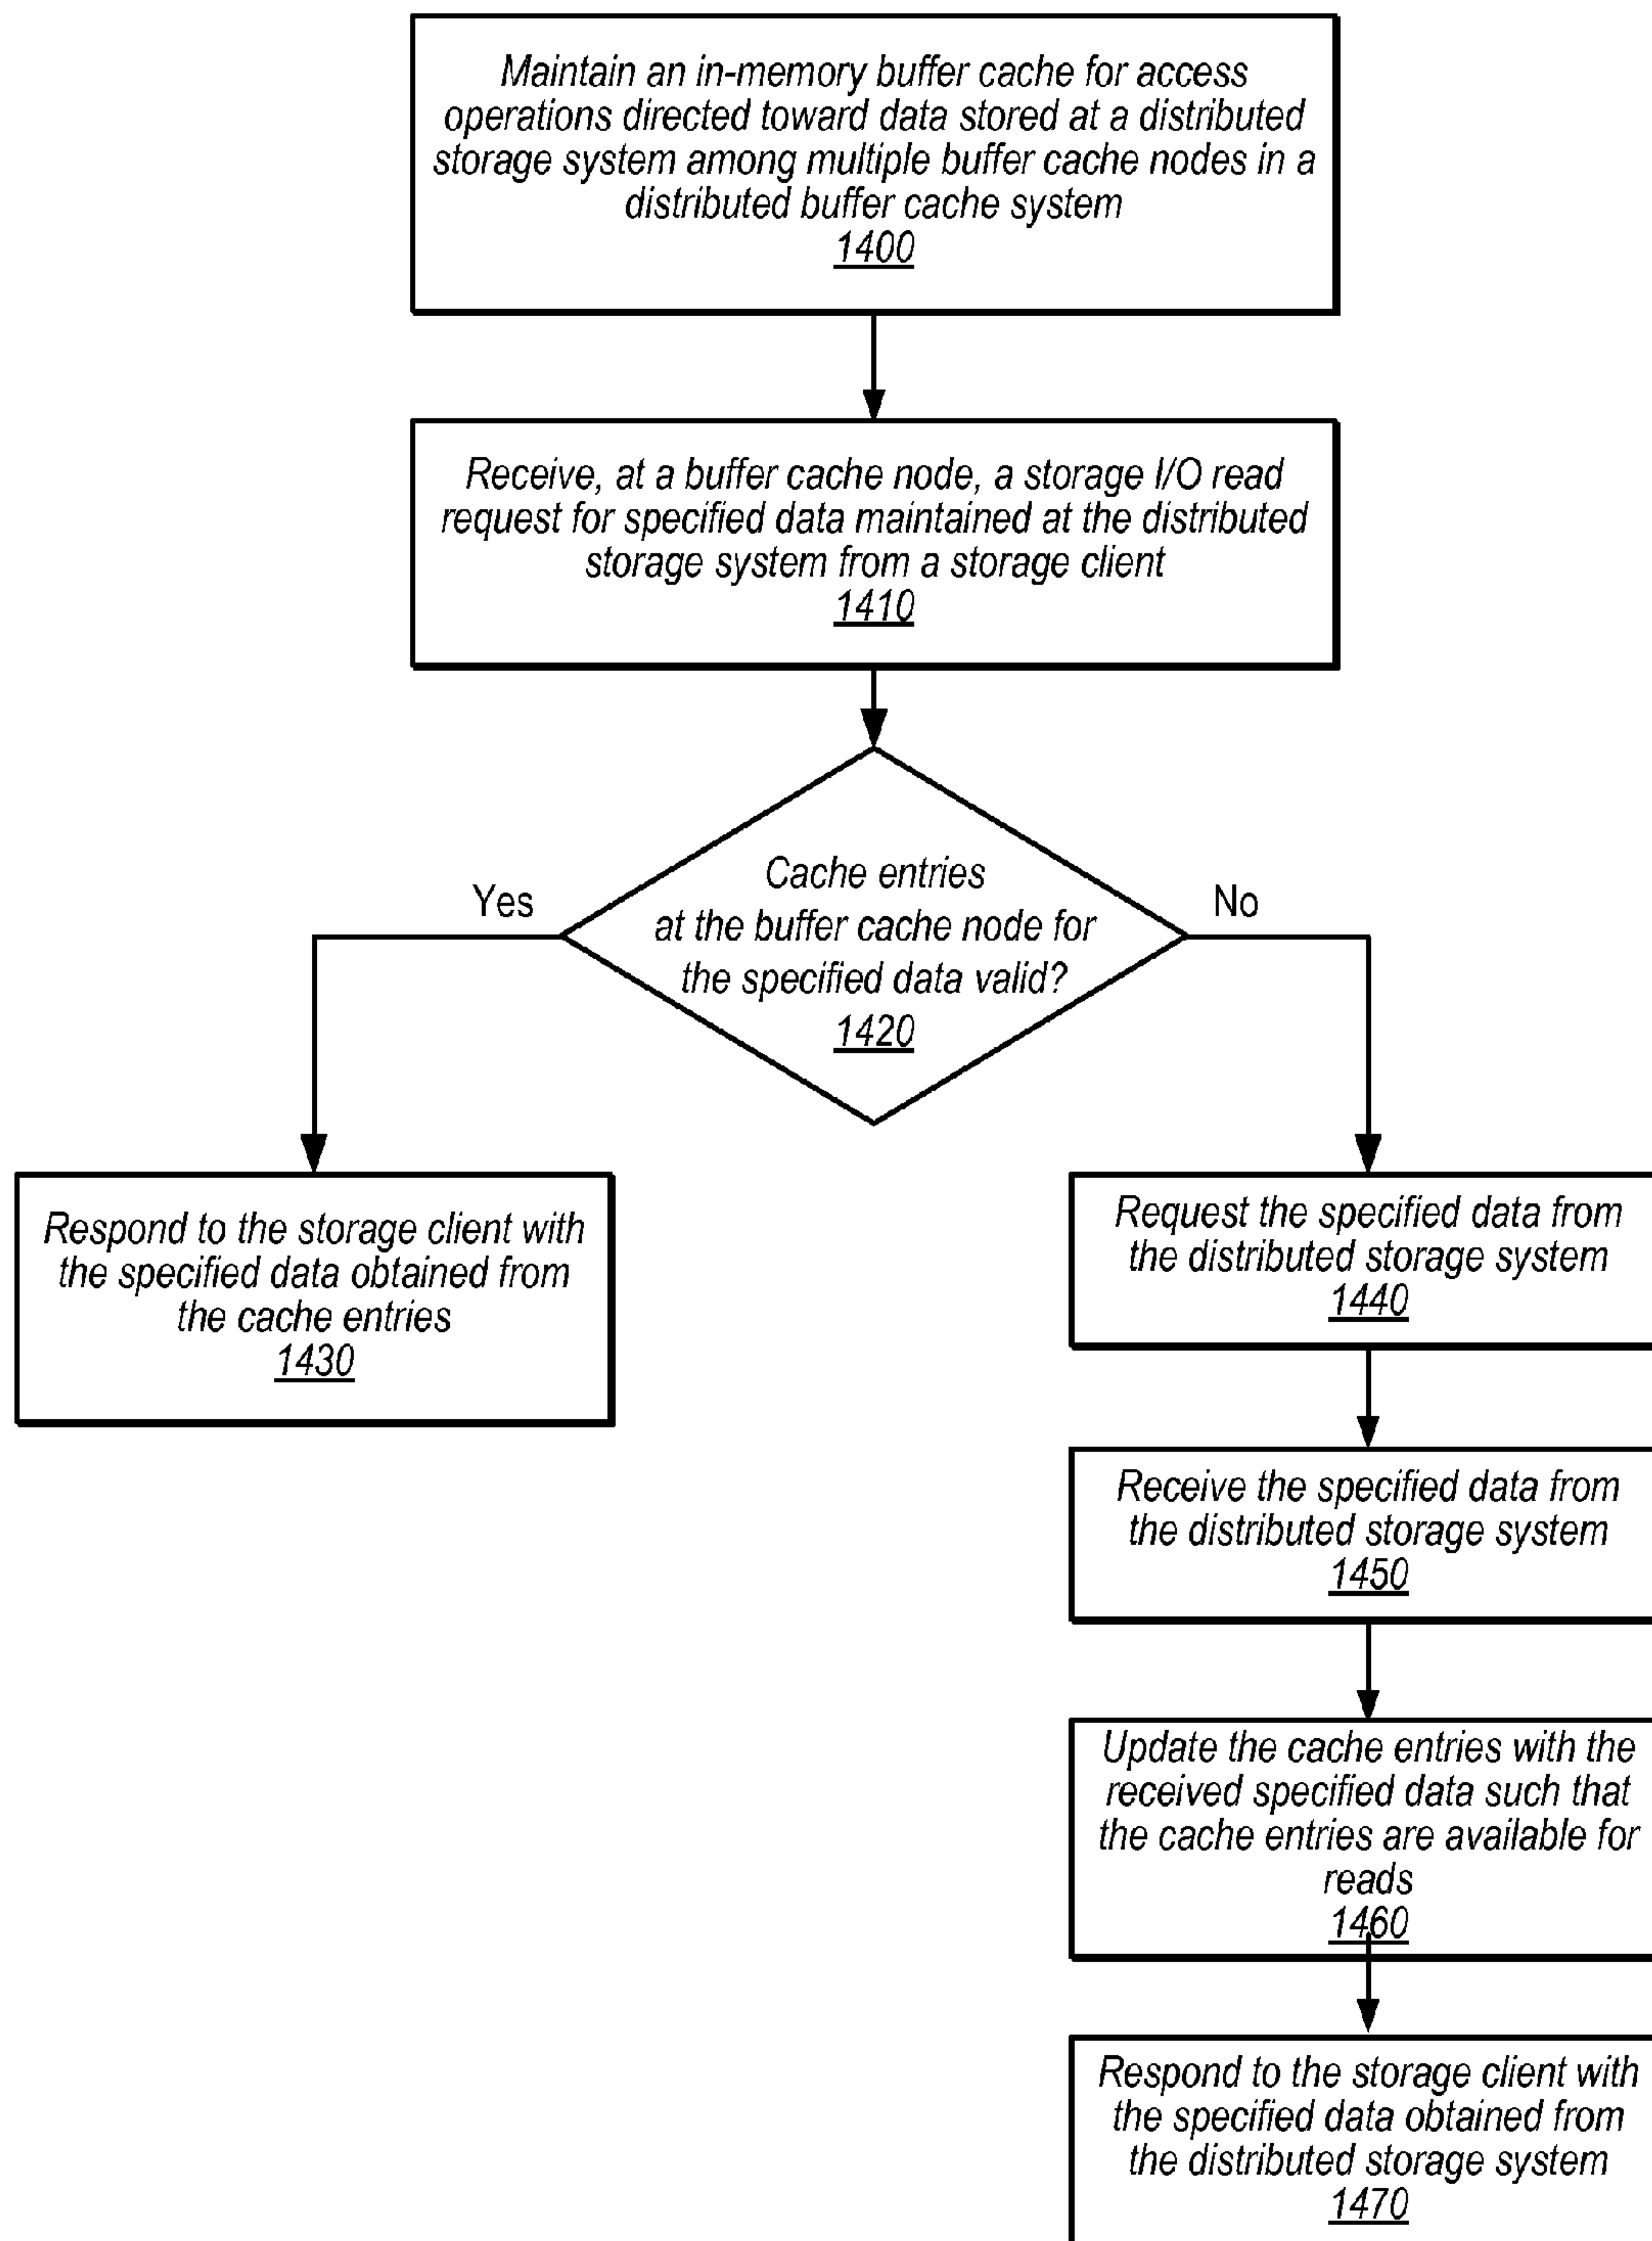 Maintain an in-memory buffer cache for access
operations directed toward data stored at a distributed
storage system among multiple buffer cache nodes in a
distributed buffer cache system
1400
Receive, at a buffer cache node, a storage I/O read
request for specified data maintained at the distributed
storage system from a storage client
1410
Cache entries
at the buffer cache node for
the specified data valid?
1420
Yes
No
Respond to the storage client with
the specified data obtained from
the cache entries
1430
Request the specified data from
the distributed storage system
1440
Receive the specified data from
the distributed storage system
1450
Update the cache entries with the
received specified data such that
the cache entries are available for
reads
1460
Respond to the storage client with
the specified data obtained from
the distributed storage system
1470